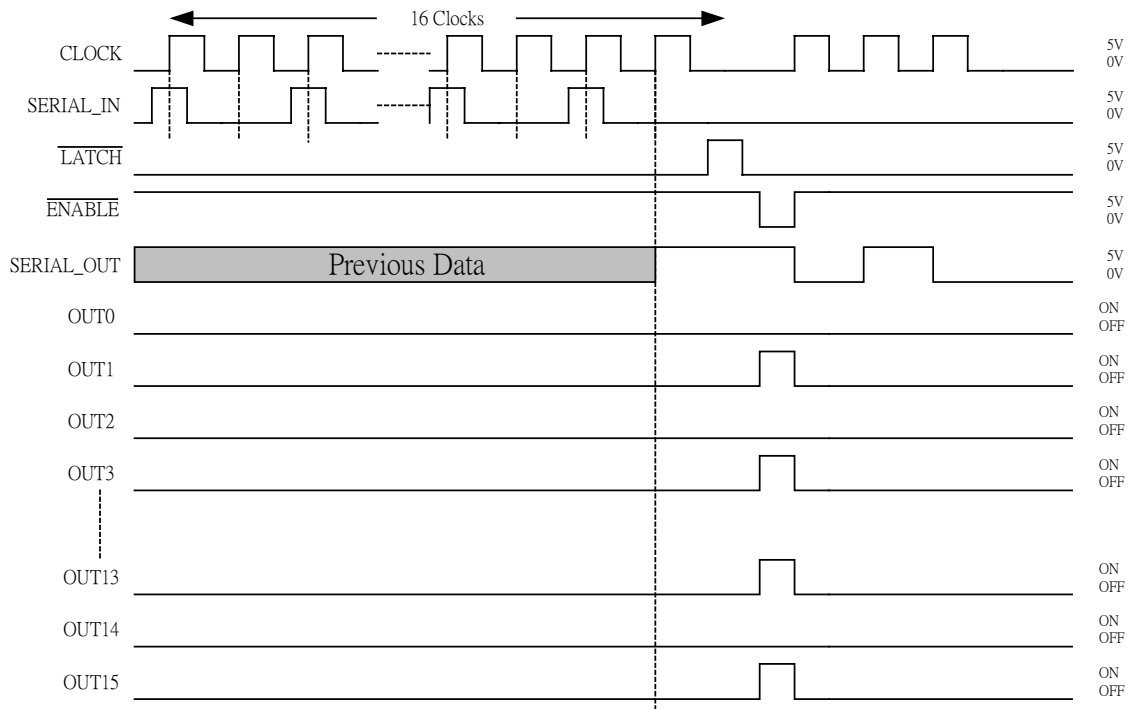 16 Clocks
CLOCK
5V
0V
SERIAL_IN
5V
0V
LATCH
5V
0V
ENABLE
5V
0V
SERIAL_OUT
Previous Data
5V
0V
OUT0
ON
OFF
OUT1
ON
OFF
OUT2
ON
OFF
OUT3
ON
OFF
OUT13
ON
OFF
OUT14
ON
OFF
OUT15
ON
OFF